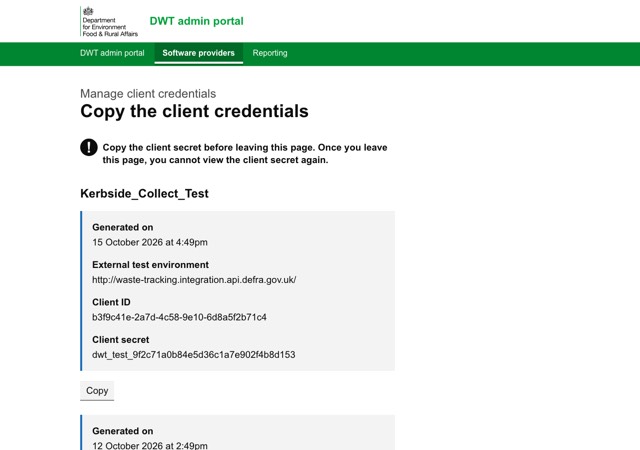 Department
for Environment
Food & Rural Affairs
DWT admin portal
DWT admin portal
Software providers
Reporting
Manage client credentials
Copy the client credentials
! Copy the client secret before leaving this page. Once you leave
this page, you cannot view the client secret again.
Kerbside_Collect_Test
Generated on
15 October 2026 at 4:49pm
External test environment
http://waste-tracking.integration.api.defra.gov.uk/
Client ID
b3f9c41e-2a7d-4c58-9e10-6d8a5f2b71c4
Client secret
dwt_test_9f2c71a0b84e5d36c1a7e902f4b8d153
Copy
Generated on
12 October 2026 at 2:49pm